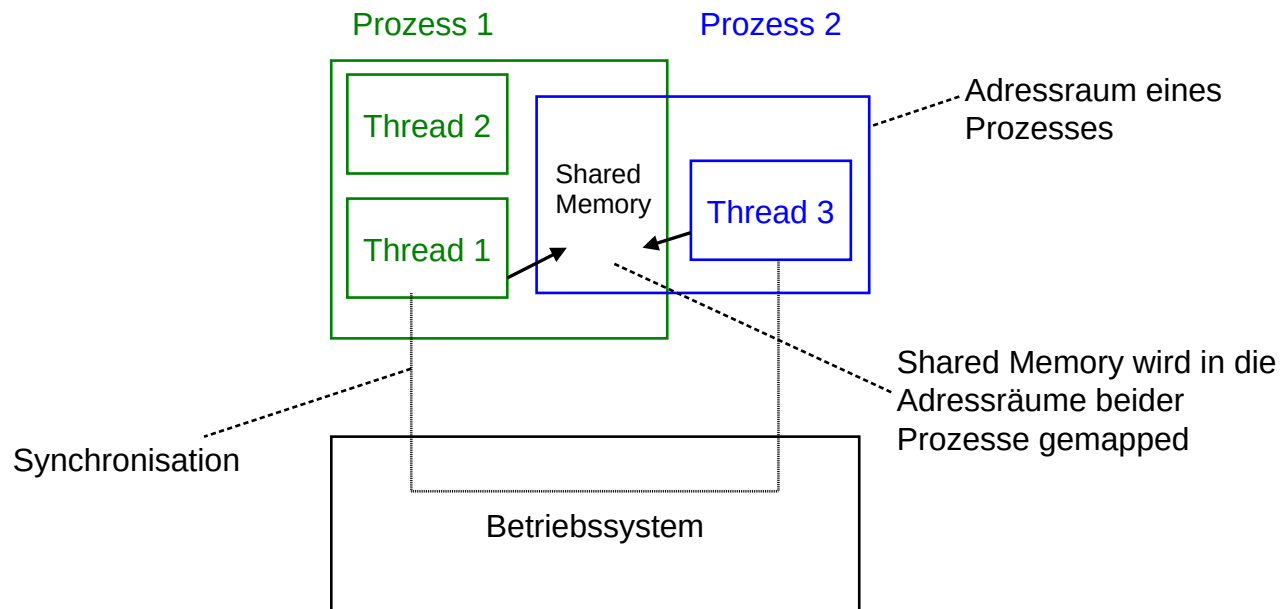 Prozess 1
Prozess 2
Thread 2
Adressraum eines
Prozesses
Shared
Memory
Thread 3
Thread 1
Shared Memory wird in die
Adressräume beider
Prozesse gemapped
Synchronisation
Betriebssystem